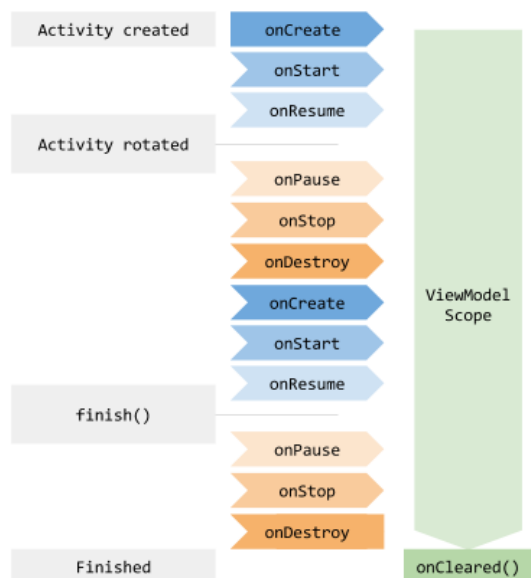 Activity created
onCreate
onStart
onResume
Activity rotated
onPause
onStop
onDestroy
onCreate
onStart
onResume
finish()
onPause
onStop
onDestroy
Finished
ViewModel
Scope
onCleared()